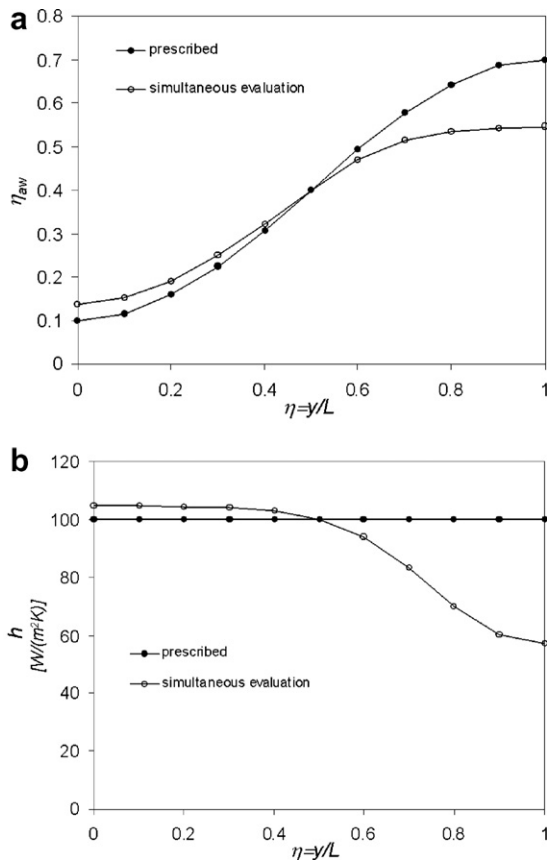 a
prescribed
simultaneous evaluation
0.8
0.7
0.6
0.5
0.4
0.3
0.2
0.1
0
ηaw
0 0.2 0.4 0.6 0.8 1
η=y/L
b
120
100
80
60
40
20
0
h
[W/(m²K)]
prescribed
simultaneous evaluation
0 0.2 0.4 0.6 0.8 1
η=y/L